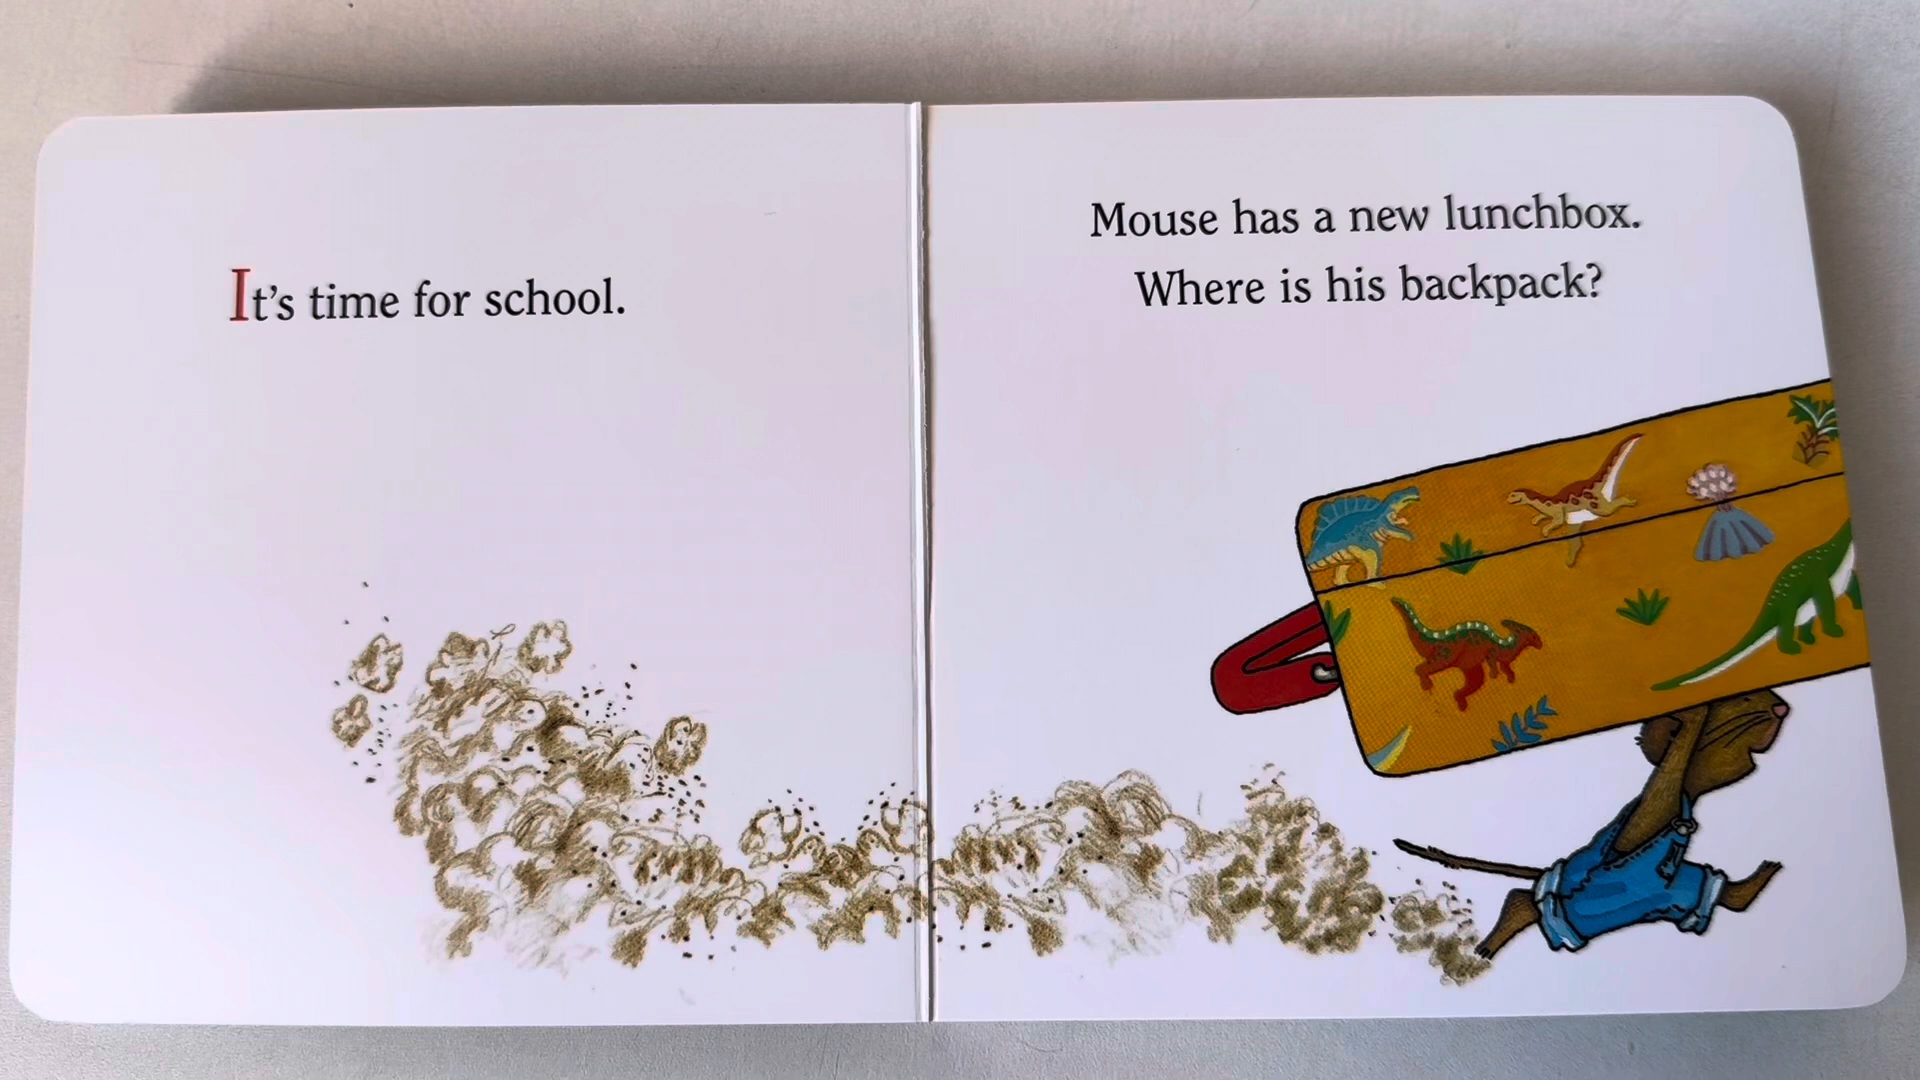 It's time for school.
Mouse has a new lunchbox.
Where is his backpack?